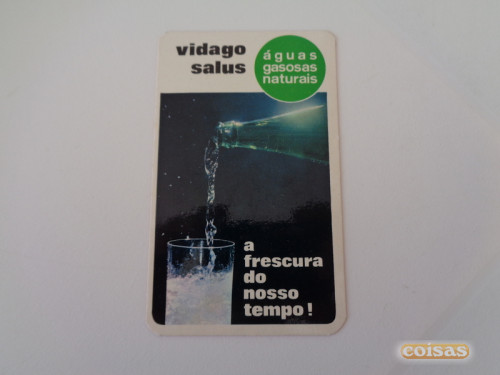 vidago
salus
águas
gasosas
naturais
a
frescura
do
nosso
tempo!
coisas